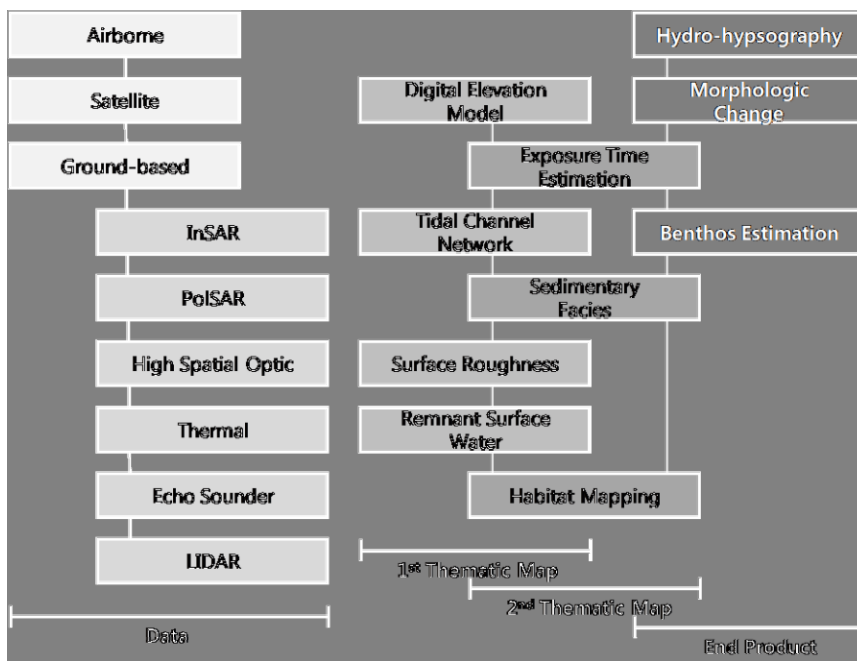 Airborne
Hydro-hypsography
Satellite
Digital Elevation
Model
Morphologic
Change
Ground-based
Exposure Time
Estimation
InSAR
Tidal Channel
Network
Benthos Estimation
PolSAR
Sedimentary
Facies
High Spatial Optic
Surface Roughness
Thermal
Remnant Surface
Water
Echo Sounder
Habitat Mapping
LIDAR
1st Thematic Map
2nd Thematic Map
Data
End Product